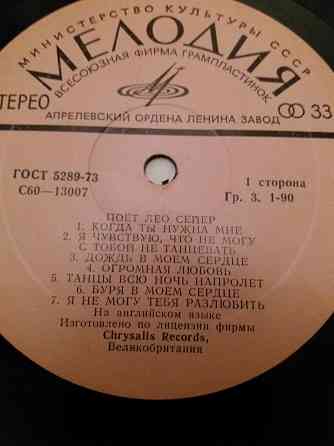 МИНИСТЕРСТВО КУЛЬТУРЫ СССР
МЕЛОДИЯ
ВСЕСОЮЗНАЯ ФИРМА ГРАМПЛАСТИНОК
СТЕРЕО
33
АПРЕЛЕВСКИЙ ОРДЕНА ЛЕНИНА ЗАВОД
ГОСТ 5289-73
С60—13007
1 сторона
Гр. 3. 1-90
ПОЕТ ЛЕО СЕЙЕР
1. КОГДА ТЫ НУЖНА МНЕ
2. Я ЧУВСТВУЮ, ЧТО НЕ МОГУ
С ТОБОЙ НЕ ТАНЦЕВАТЬ
3. ДОЖДЬ В МОЕМ СЕРДЦЕ
4. ОГРОМНАЯ ЛЮБОВЬ
5. ТАНЦЫ ВСЮ НОЧЬ НАПРОЛЕТ
6. БУРЯ В МОЕМ СЕРДЦЕ
7. Я НЕ МОГУ ТЕБЯ РАЗЛЮБИТЬ
На английском языке
Изготовлено по лицензии фирмы
Chrysalis Records,
Великобритания